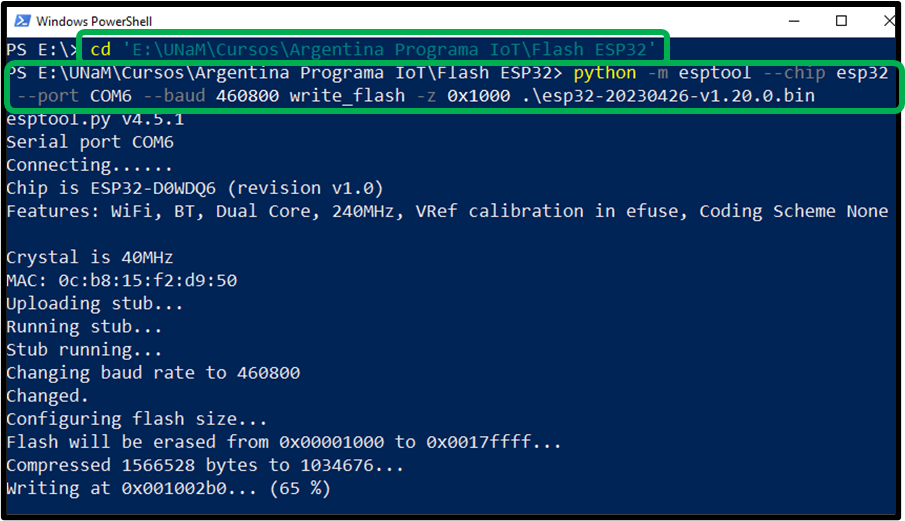 Windows PowerShell
PS E:\> cd 'E:\UNaM\Cursos\Argentina Programa IoT\Flash ESP32'
PS E:\UNaM\Cursos\Argentina Programa IoT\Flash ESP32> python -m esptool --chip esp32
--port COM6 --baud 460800 write_flash -z 0x1000 .\esp32-20230426-v1.20.0.bin
esptool.py v4.5.1
Serial port COM6
Connecting......
Chip is ESP32-D0WDQ6 (revision v1.0)
Features: WiFi, BT, Dual Core, 240MHz, VRef calibration in efuse, Coding Scheme None
Crystal is 40MHz
MAC: 0c:b8:15:f2:d9:50
Uploading stub...
Running stub...
Stub running...
Changing baud rate to 460800
Changed.
Configuring flash size...
Flash will be erased from 0x00001000 to 0x0017ffff...
Compressed 1566528 bytes to 1034676...
Writing at 0x001002b0... (65 %)